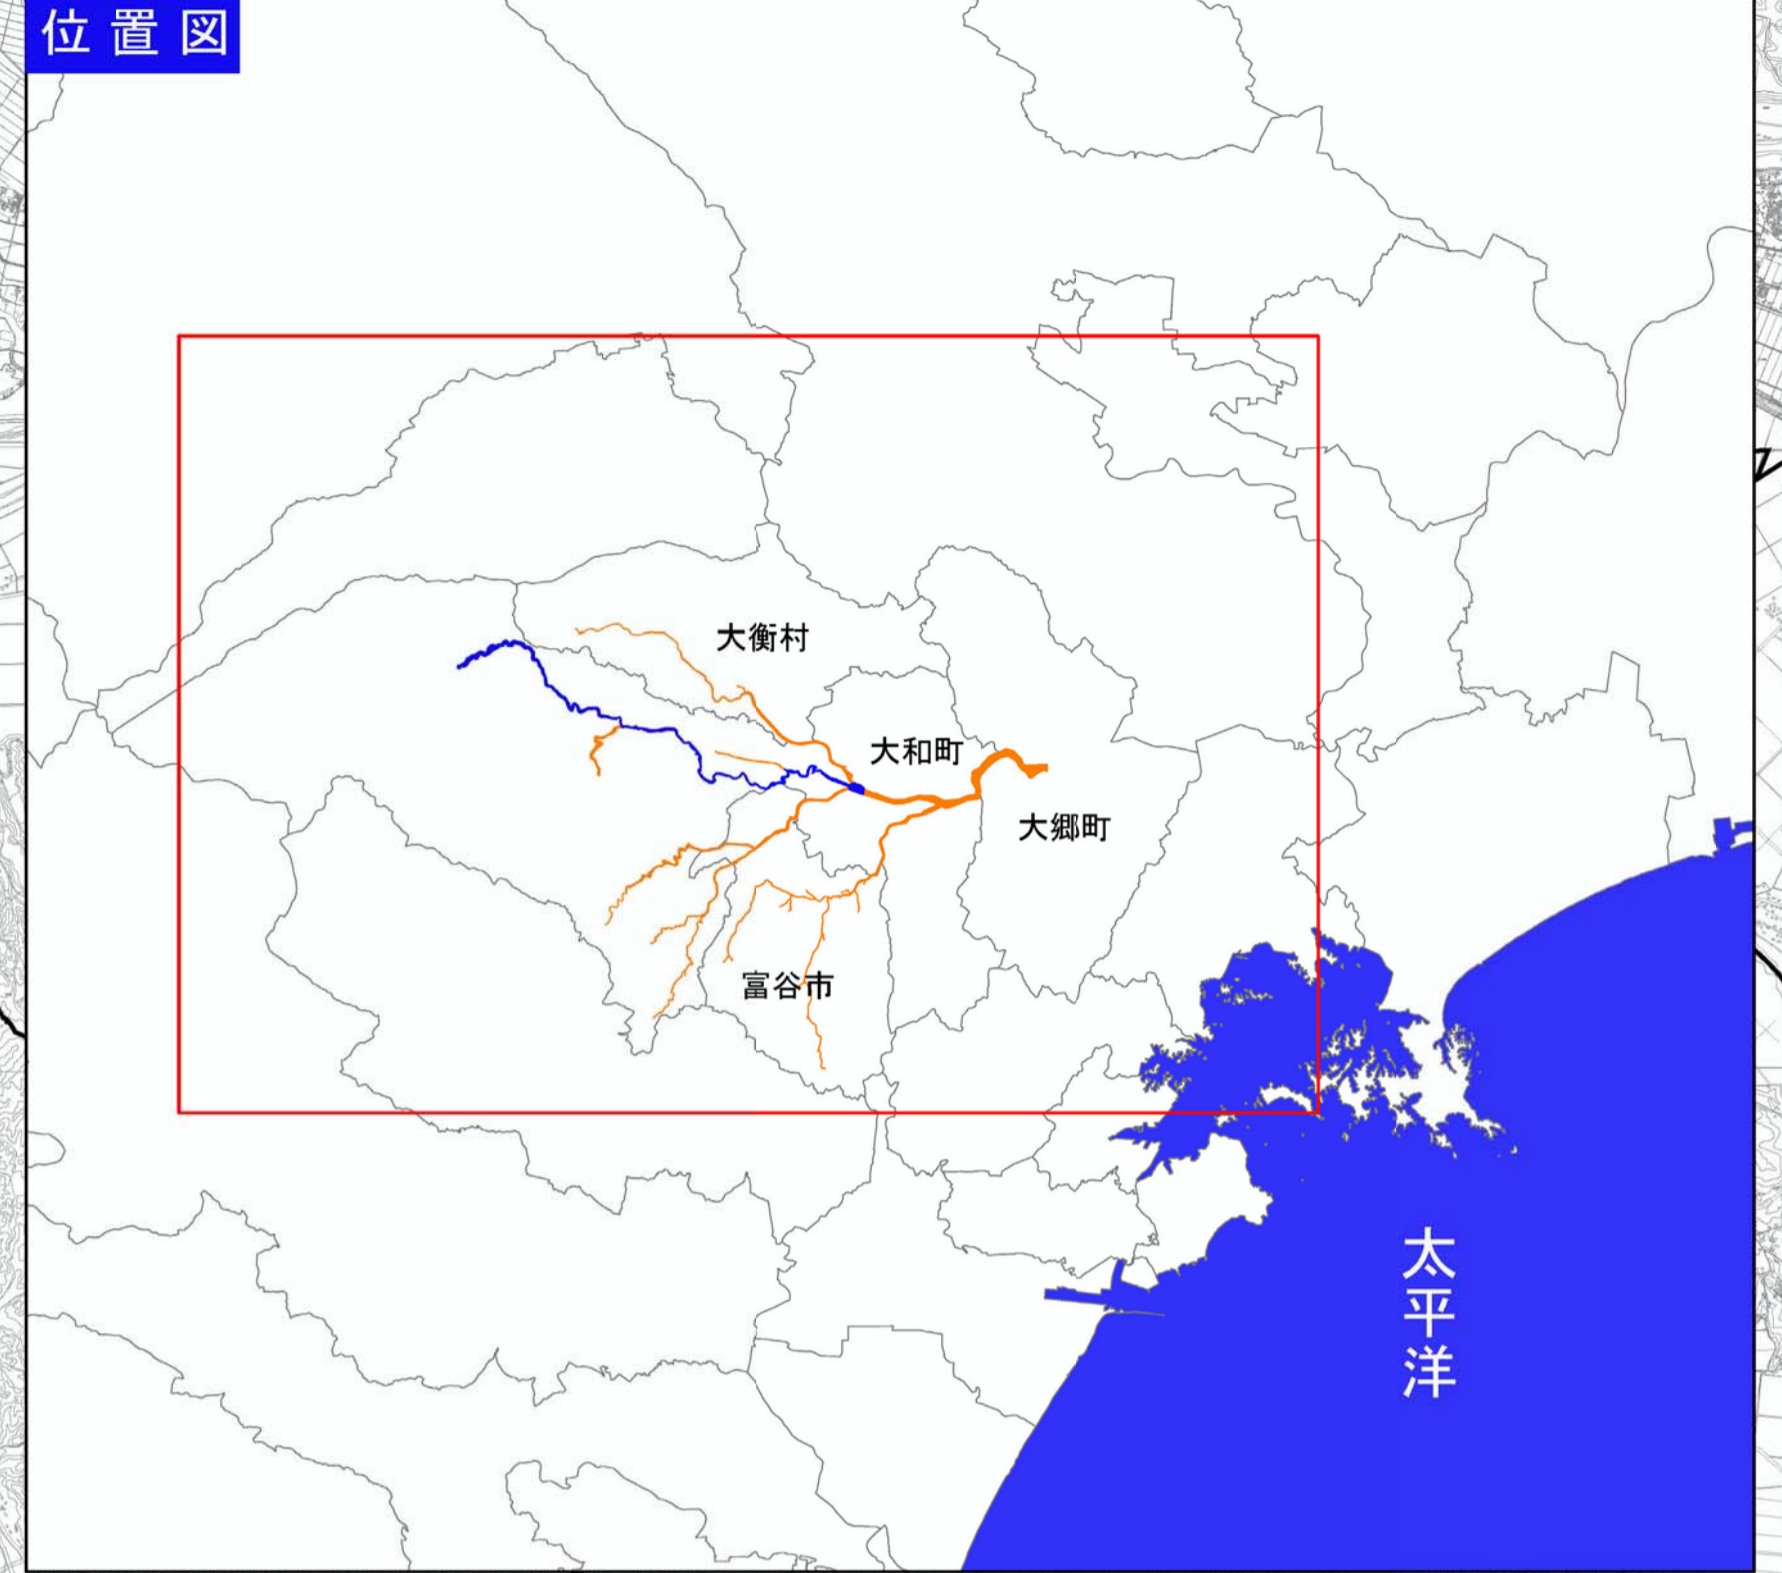 位置図
大衡村
大和町
大郷町
富谷市
太平洋